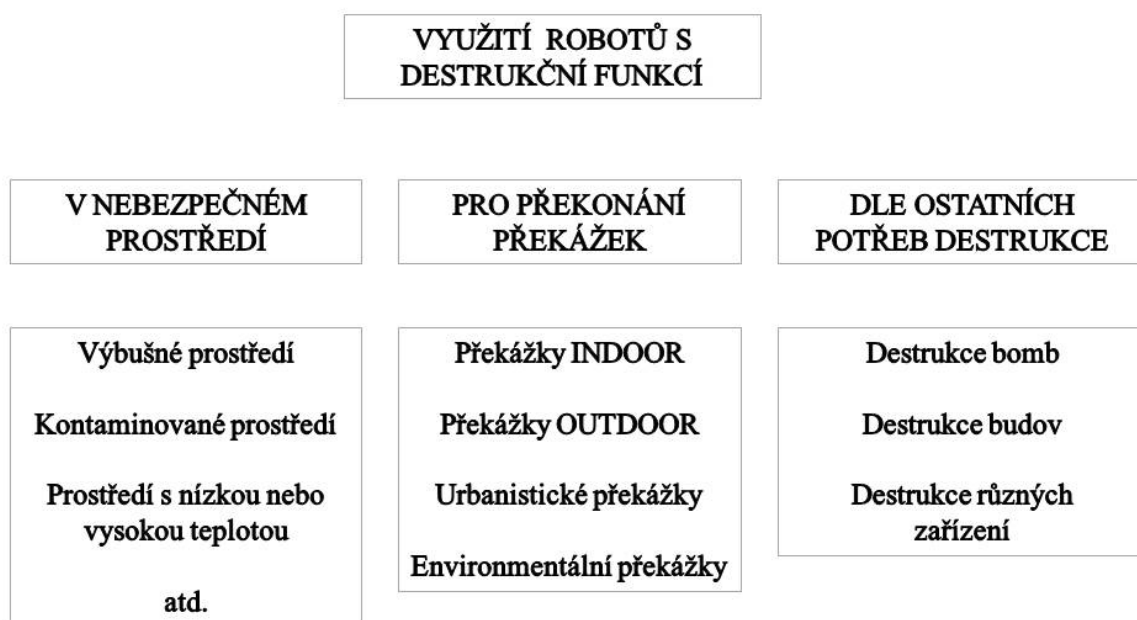 VYUŽITÍ ROBOTŮ S
DESTRUKČNÍ FUNKCÍ
V NEBEZPEČNÉM
PROSTŘEDÍ
PRO PŘEKONÁNÍ
PŘEKÁŽEK
DLE OSTATNÍCH
POTŘEB DESTRUKCE
Výbušné prostředí
Kontaminované prostředí
Prostředí s nízkou nebo
vysokou teplotou
atd.
Překážky INDOOR
Překážky OUTDOOR
Urbanistické překážky
Environmentální překážky
Destrukce bomb
Destrukce budov
Destrukce různých
zařízení